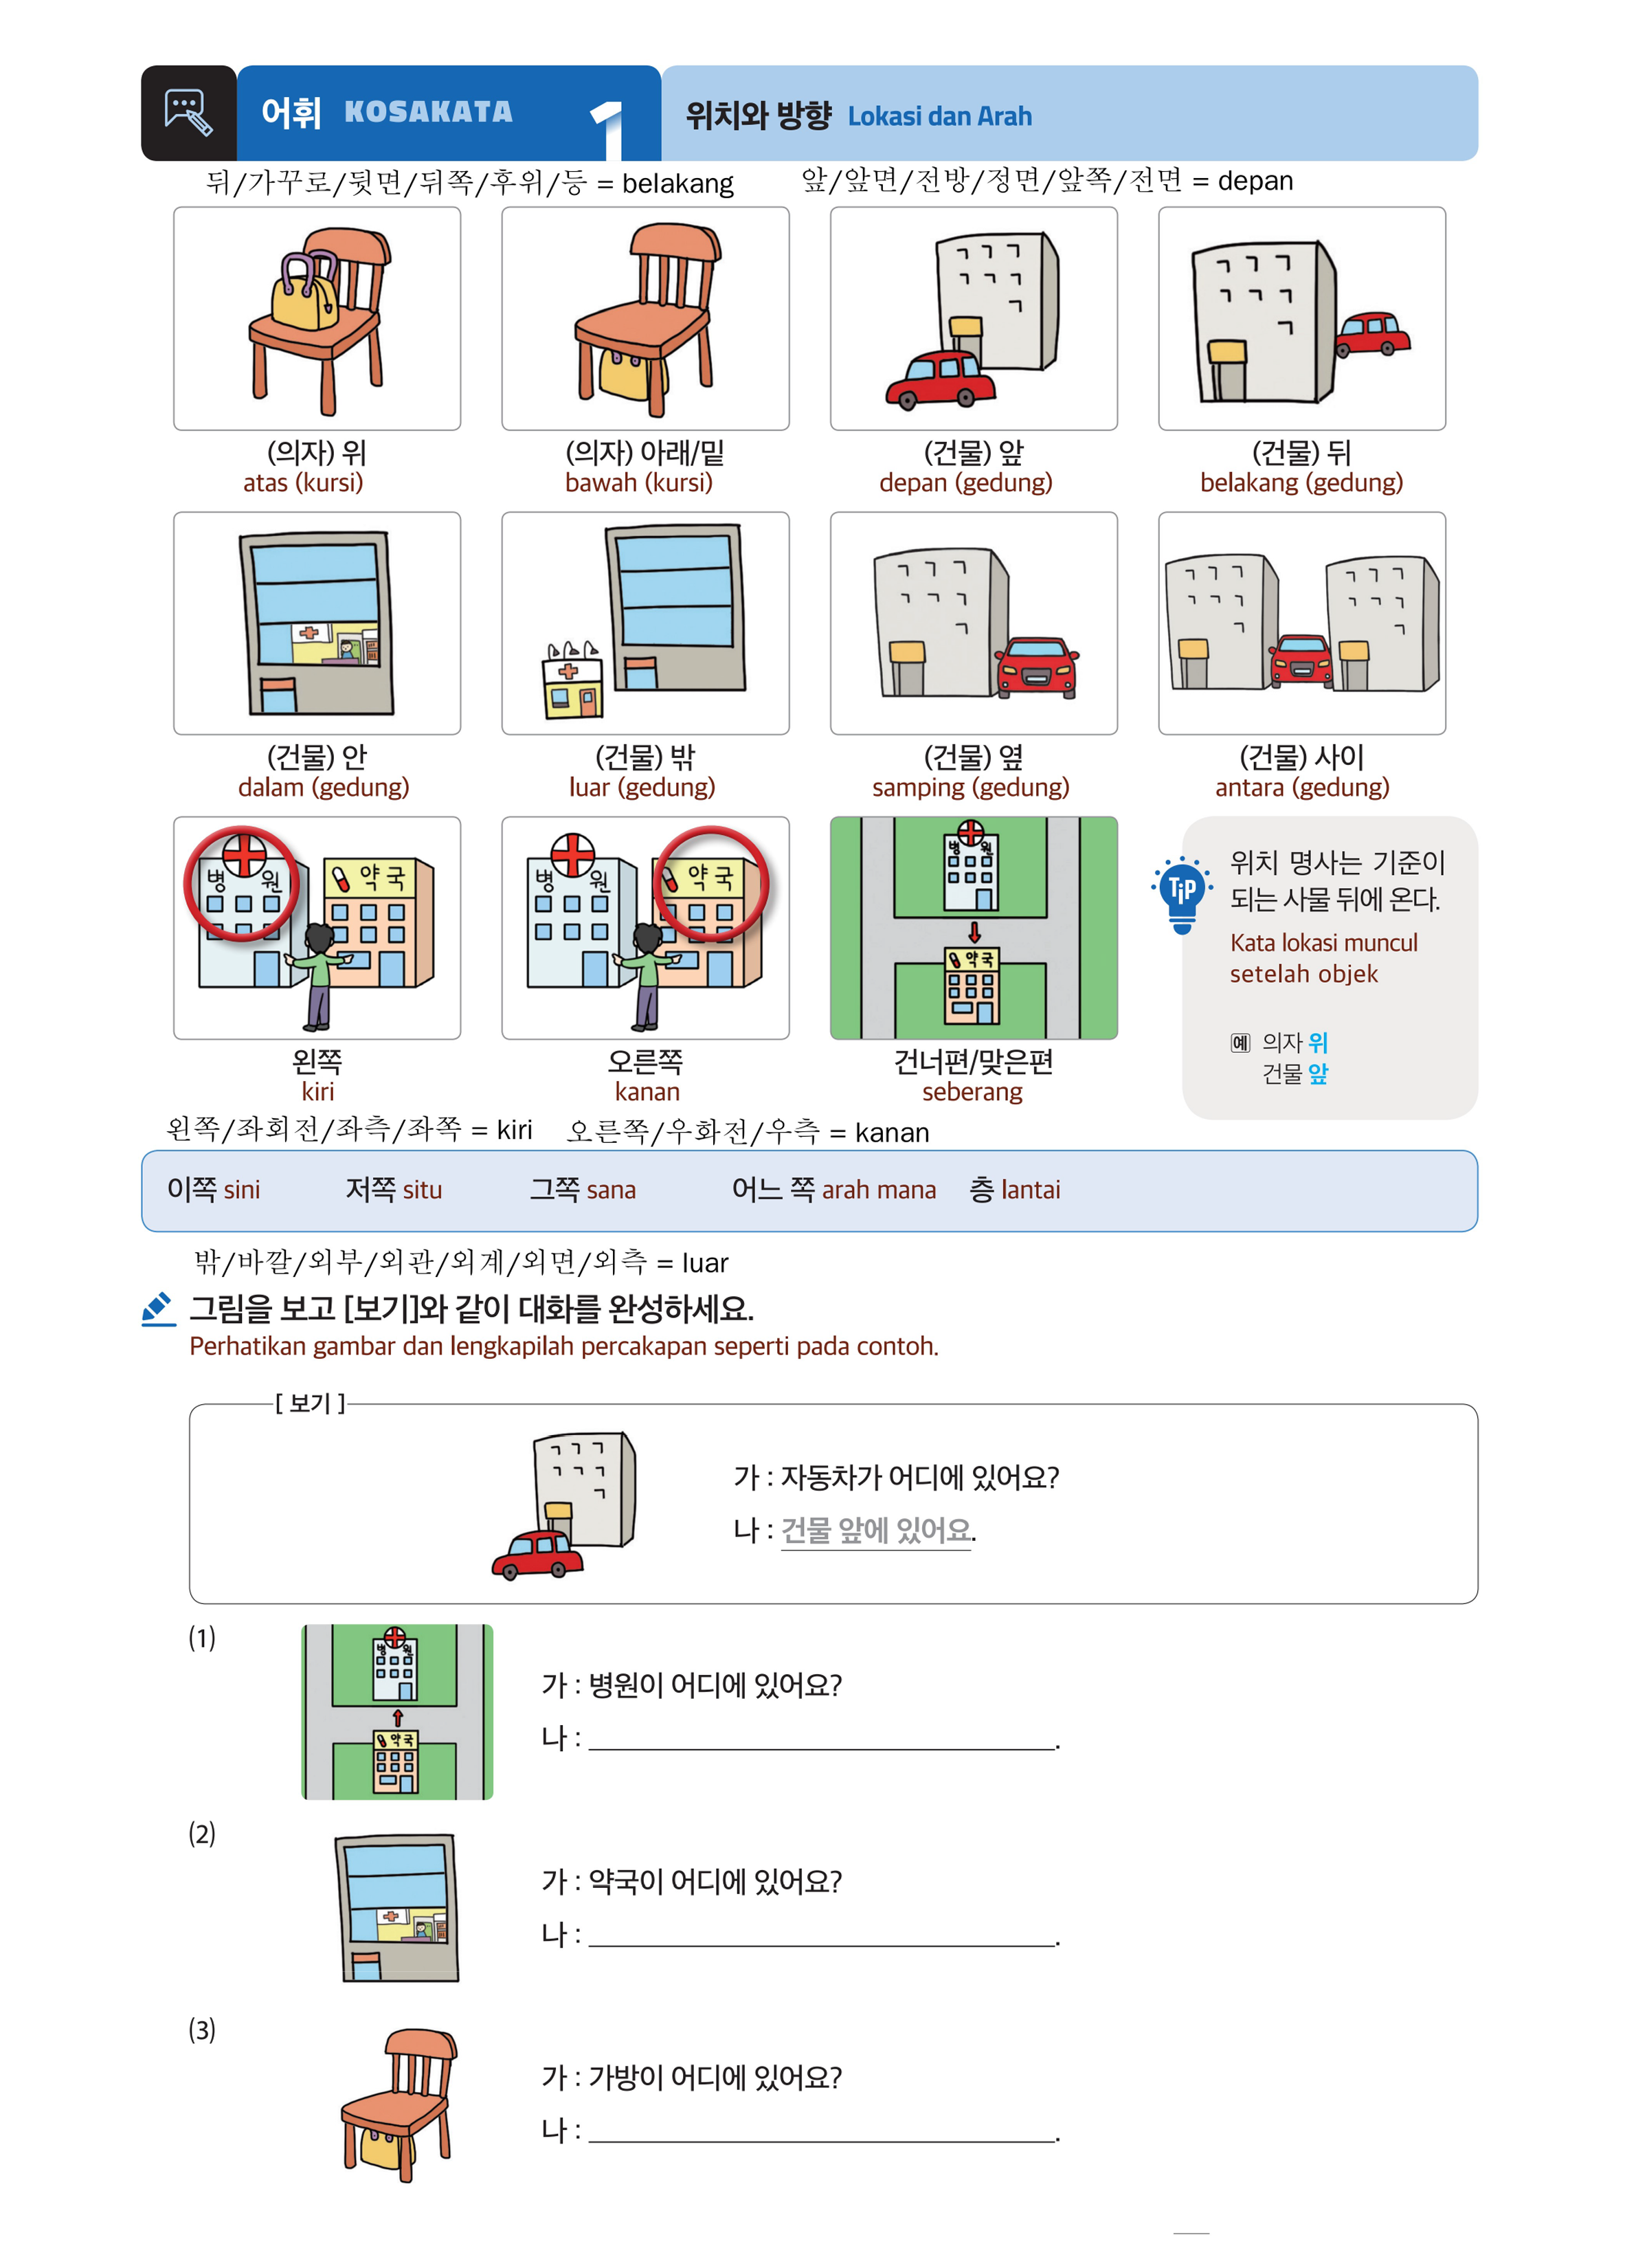 어휘 KOSAKATA 1 위치와 방향 Lokasi dan Arah
뒤/가꾸로/뒷면/뒤쪽/후위/등 = belakang 앞/앞면/전방/정면/앞쪽/전면 = depan
(의자) 위 (의자) 아래/밑 (건물) 앞 (건물) 뒤
atas (kursi) bawah (kursi) depan (gedung) belakang (gedung)
(건물) 안 (건물) 밖 (건물) 옆 (건물) 사이
dalam (gedung) luar (gedung) samping (gedung) antara (gedung)
병 원 약국 병 원 약국 병 원
약국
왼쪽 오른쪽 건너편/맞은편
kiri kanan seberang
TiP
위치 명사는 기준이
되는 사물 뒤에 온다.
Kata lokasi muncul
setelah objek
예 의자 위
건물 앞
왼쪽/좌회전/좌측/좌쪽 = kiri 오른쪽/우화전/우측 = kanan
이쪽 sini 저쪽 situ 그쪽 sana 어느 쪽 arah mana 층 lantai
밖/바깥/외부/외관/외계/외면/외측 = luar
그림을 보고 [보기]와 같이 대화를 완성하세요.
Perhatikan gambar dan lengkapilah percakapan seperti pada contoh.
[ 보기 ]
가 : 자동차가 어디에 있어요?
나 : 건물 앞에 있어요.
(1)
병 원
약국
가 : 병원이 어디에 있어요?
나 : .
(2)
가 : 약국이 어디에 있어요?
나 : .
(3)
가 : 가방이 어디에 있어요?
나 : .